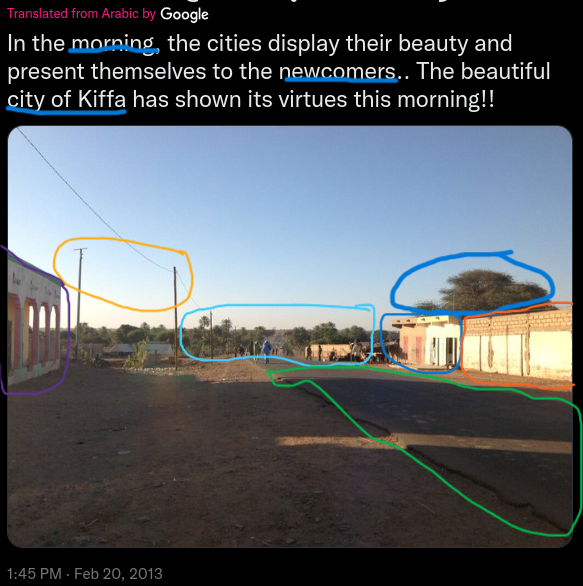 Translated from Arabic by Google
In the morning, the cities display their beauty and
present themselves to the newcomers.. The beautiful
city of Kiffa has shown its virtues this morning!!
1:45 PM · Feb 20, 2013